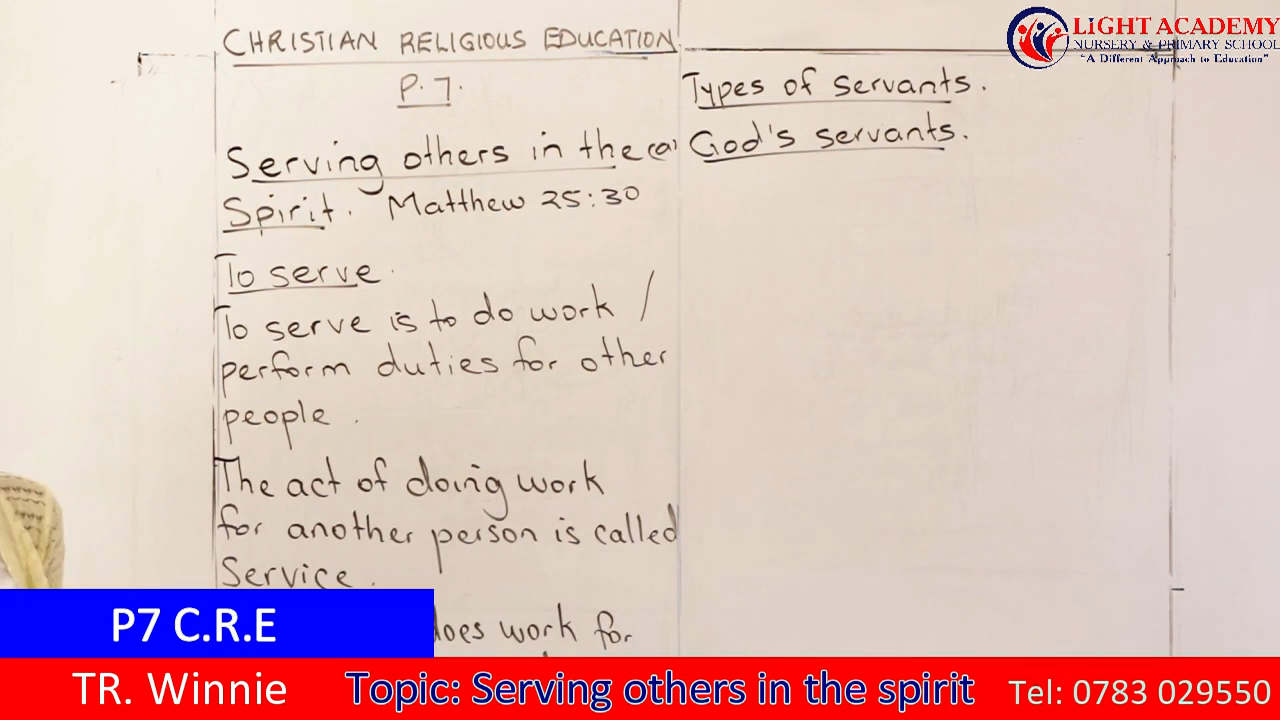 CHRISTIAN RELIGIOUS EDUCATION
P.7.
Serving others in the
Spirit. Matthew 25:30
To serve.
To serve is to do work /
perform duties for other
people.
The act of doing work
for another person is called
Service.
does work for
Types of servants.
God's servants.
LIGHT ACADEMY
NURSERY & PRIMARY SCHOOL
"A Different Approach to Education"
P7 C.R.E
TR. Winnie
Topic: Serving others in the spirit
Tel: 0783 029550